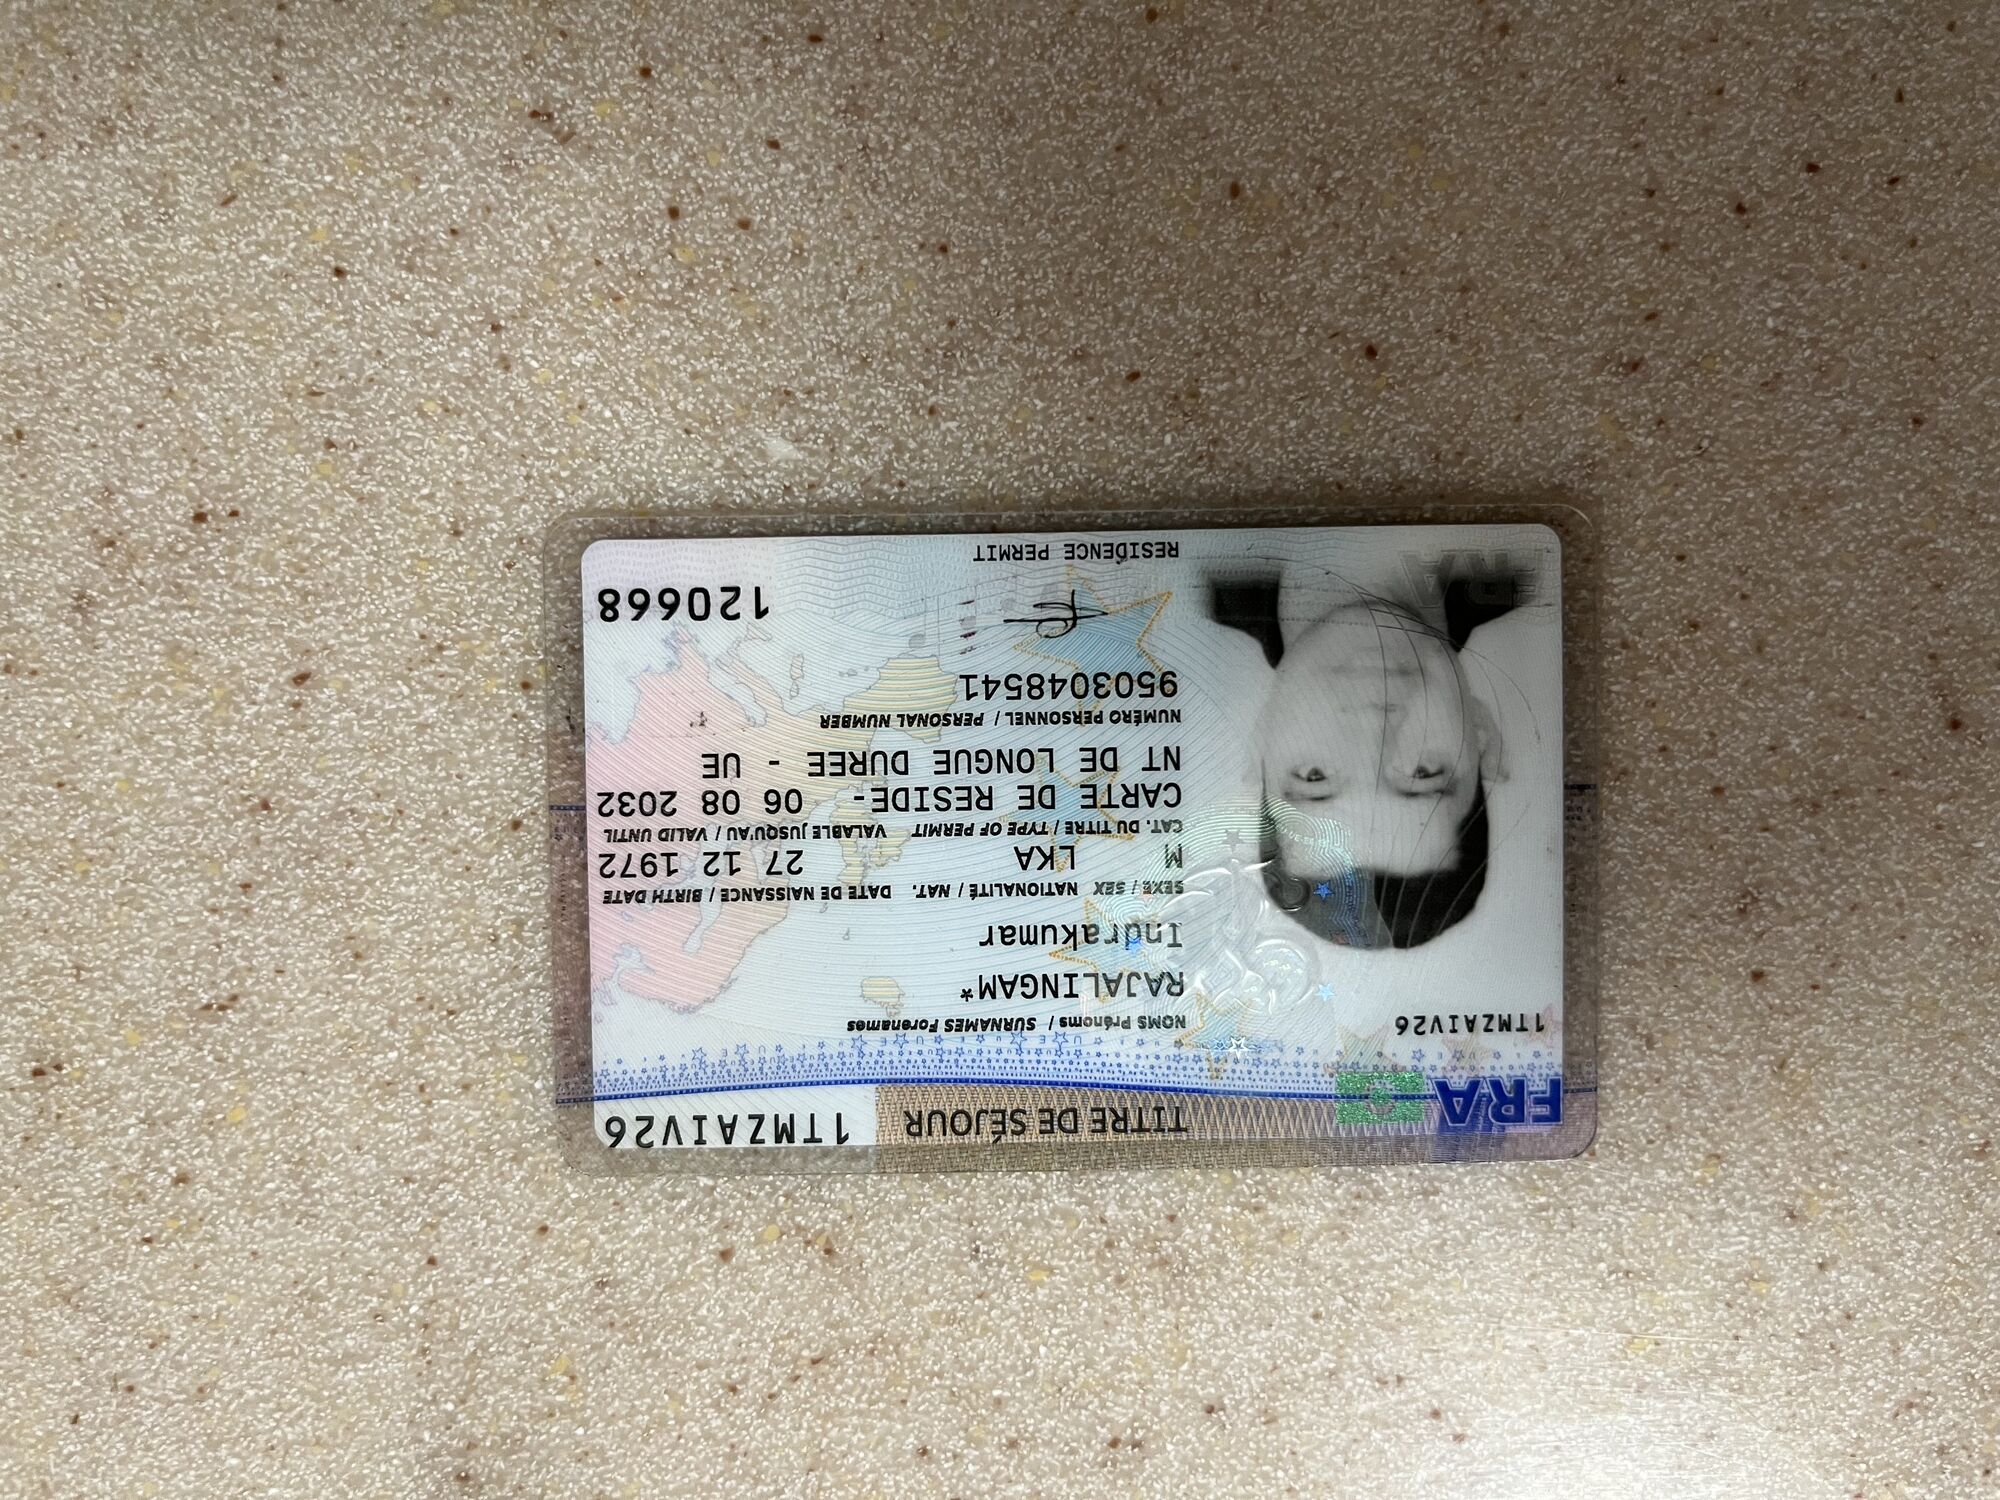 FRA
TITRE DE SÉJOUR 1TMZAIV26
1TMZAIV26
NOMS Prénoms / SURNAMES Forenames
RAJALINGAM*
Indrakumar
SEXE / SEX NATIONALITÉ / NAT. DATE DE NAISSANCE / BIRTH DATE
M LKA 27 12 1972
CAT. DU TITRE / TYPE OF PERMIT VALABLE JUSQU'AU / VALID UNTIL
CARTE DE RESIDE- 06 08 2032
NT DE LONGUE DUREE - UE
NUMÉRO PERSONNEL / PERSONAL NUMBER
9503048541
120668
RESIDENCE PERMIT